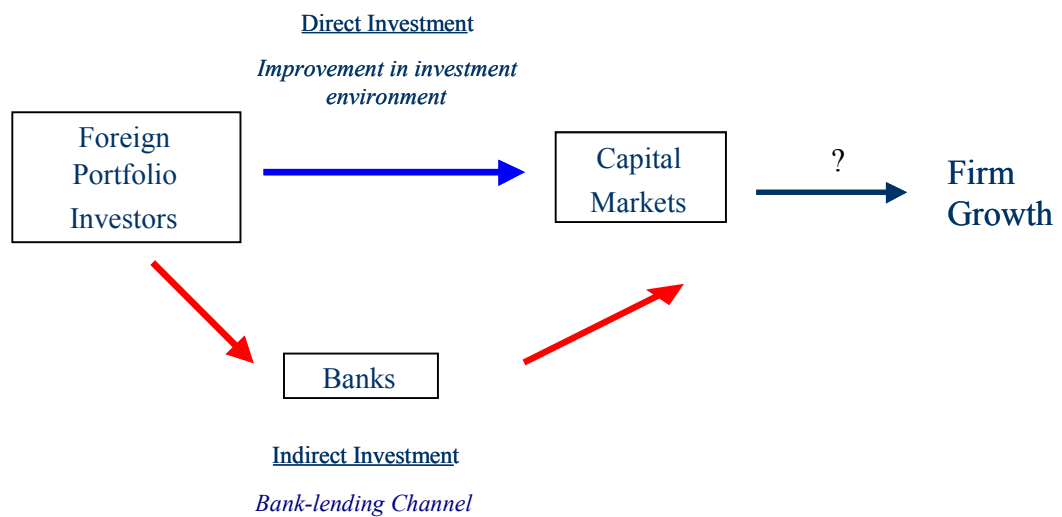 Direct Investment
Improvement in investment
environment
Foreign
Portfolio
Investors
Capital
Markets
?
Firm
Growth
Banks
Indirect Investment
Bank-lending Channel